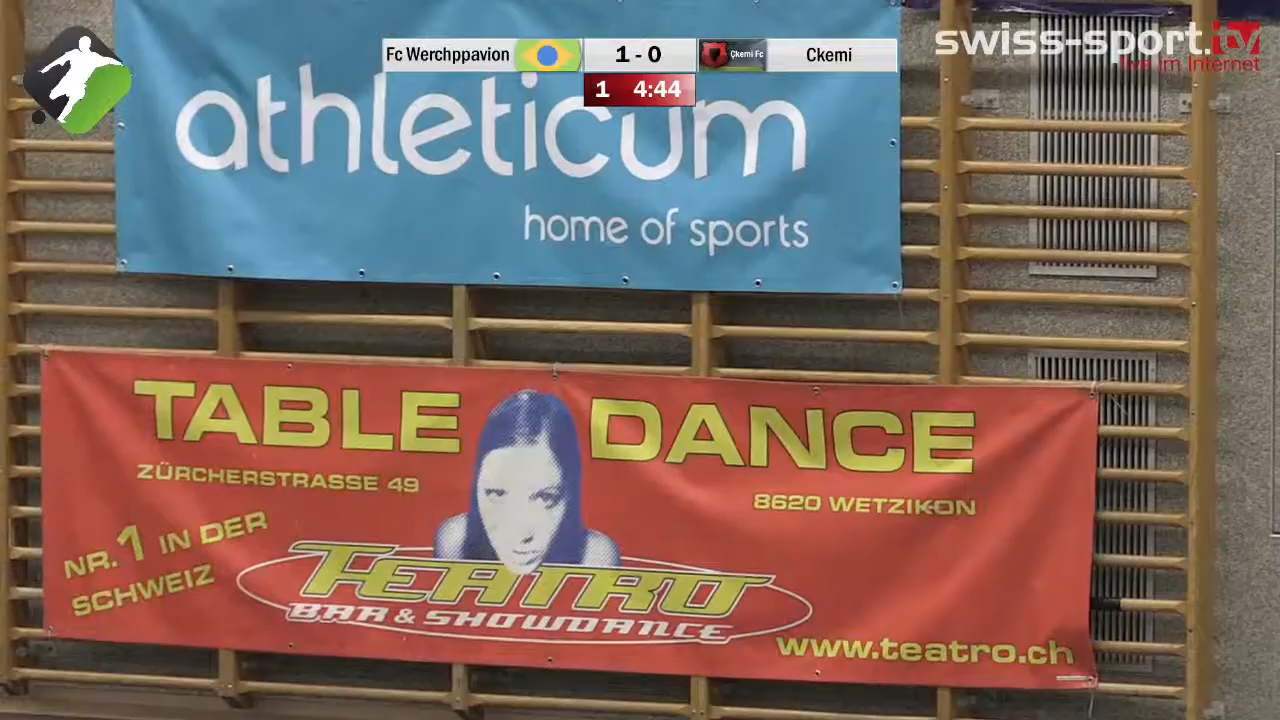 swiss-sport.tv
live im Internet
Fc Werchppavion 1 - 0 Çkemi Fc Ckemi
1 4:44
athleticum
home of sports
TABLE DANCE
ZÜRCHERSTRASSE 49
8620 WETZIKON
NR. 1 IN DER
SCHWEIZ
TEATRO
BAR & SHOWDANCE
www.teatro.ch